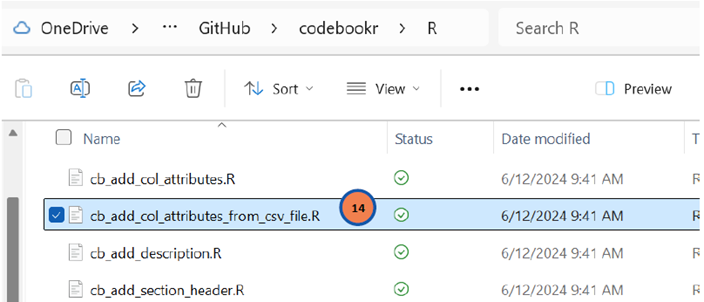 OneDrive > ... GitHub > codebookr > R Search R
Sort View ... Preview
Name Status Date modified T
cb_add_col_attributes.R 6/12/2024 9:41 AM R
cb_add_col_attributes_from_csv_file.R 14 6/12/2024 9:41 AM R
cb_add_description.R 6/12/2024 9:41 AM R
cb_add_section_header.R 6/12/2024 9:41 AM R